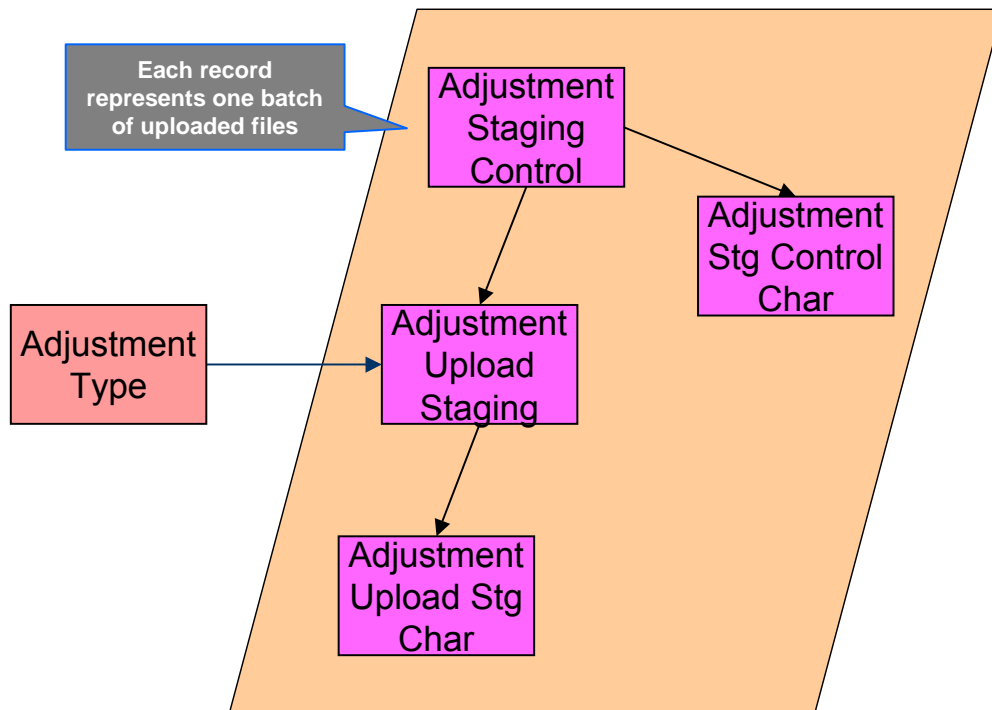 Each record
represents one batch
of uploaded files
Adjustment
Staging
Control
Adjustment
Stg Control
Char
Adjustment
Type
Adjustment
Upload
Staging
Adjustment
Upload Stg
Char